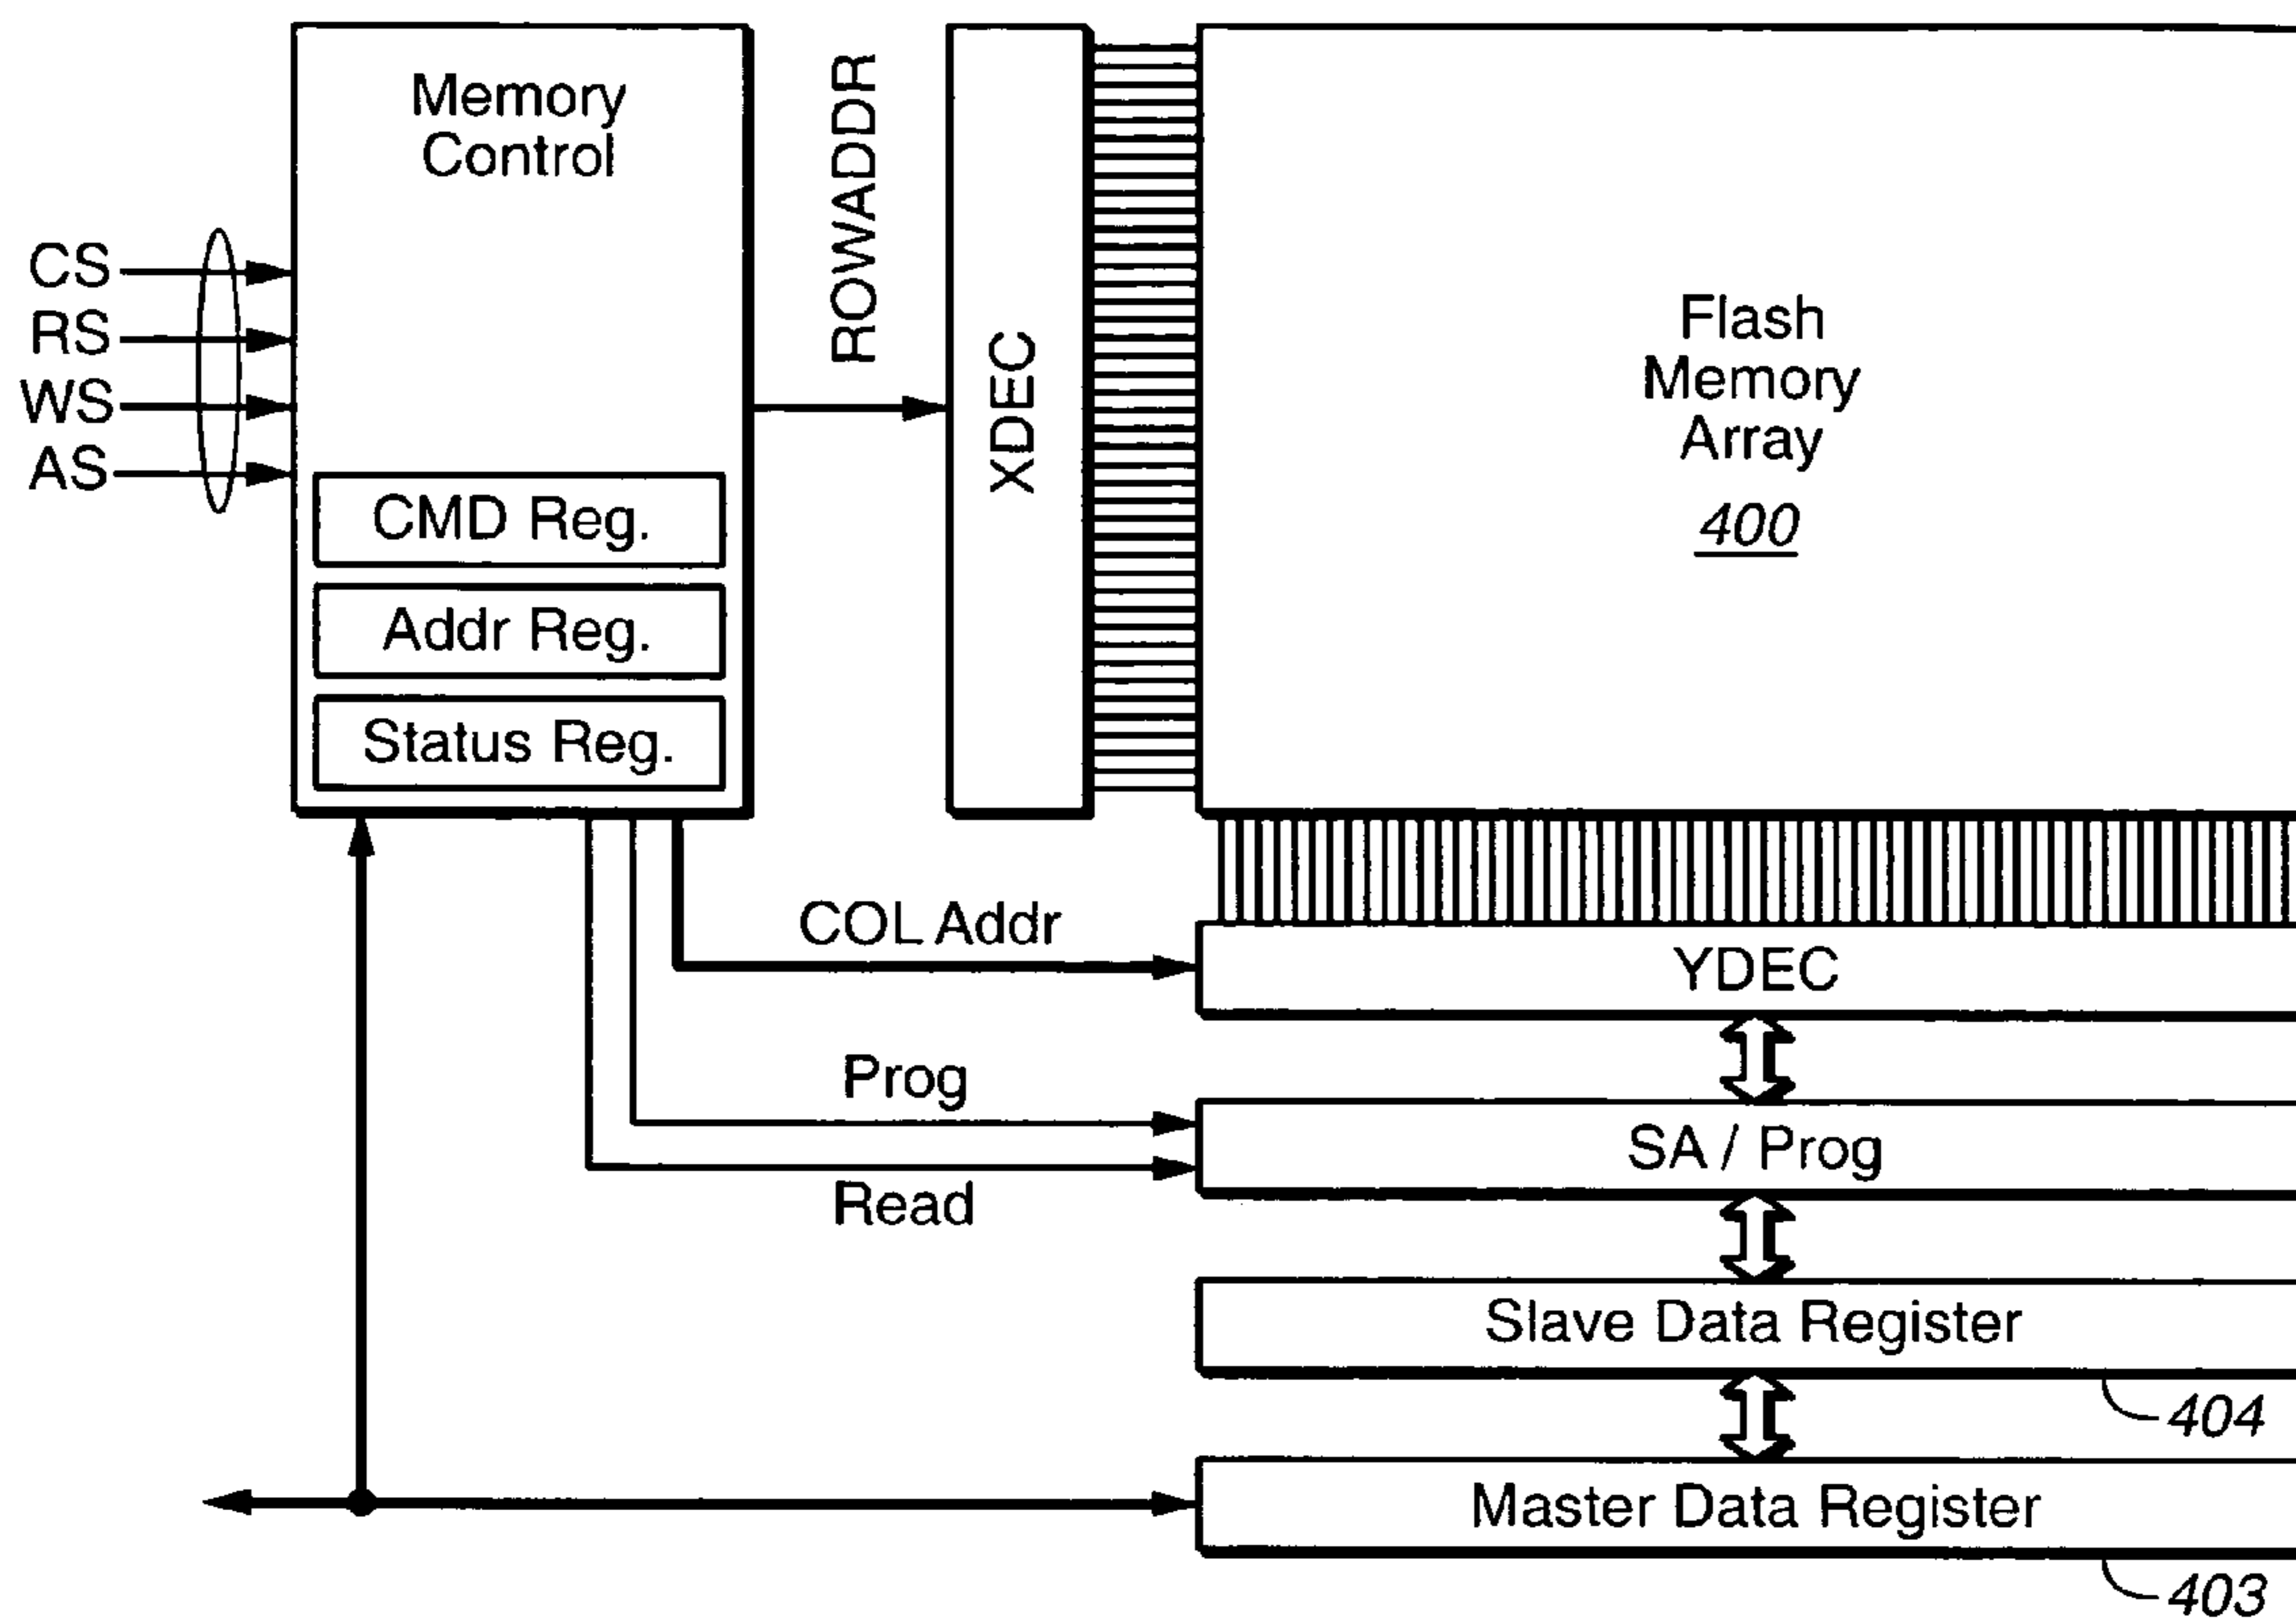 Memory
Control
CS
RS
WS
AS
CMD Reg.
Addr Reg.
Status Reg.
ROWADDR
XDEC
Flash
Memory
Array
400
COL Addr
YDEC
Prog
SA / Prog
Read
Slave Data Register
404
Master Data Register
403